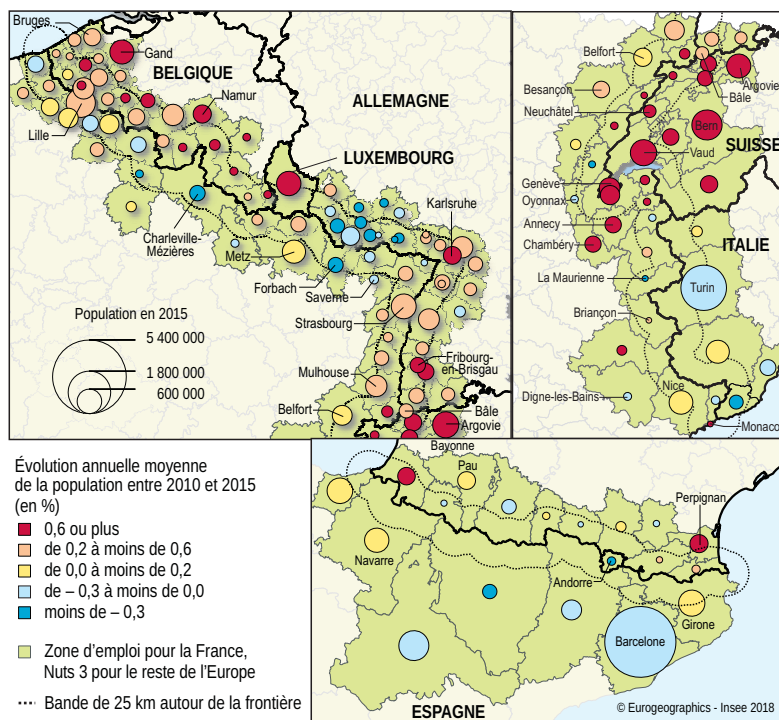 Bruges
Gand
BELGIQUE
Namur
ALLEMAGNE
Lille
LUXEMBOURG
Karlsruhe
Charleville-
Mézières
Metz
Forbach
Saverne
Strasbourg
Population en 2015
5 400 000
1 800 000
600 000
Mulhouse
Fribourg-
en-Brisgau
Belfort
Bâle
Argovie
Belfort
Besançon
Argovie
Neuchâtel
Bâle
Bern
SUISSE
Vaud
Genève
Oyonnax
Annecy
ITALIE
Chambéry
La Maurienne
Turin
Briançon
Nice
Digne-les-Bains
Monaco
Bayonne
Pau
Perpignan
Navarre
Andorre
Girone
Barcelone
ESPAGNE
© Eurogeographics - Insee 2018
Évolution annuelle moyenne
de la population entre 2010 et 2015
(en %)
0,6 ou plus
de 0,2 à moins de 0,6
de 0,0 à moins de 0,2
de – 0,3 à moins de 0,0
moins de – 0,3
Zone d'emploi pour la France,
Nuts 3 pour le reste de l'Europe
Bande de 25 km autour de la frontière